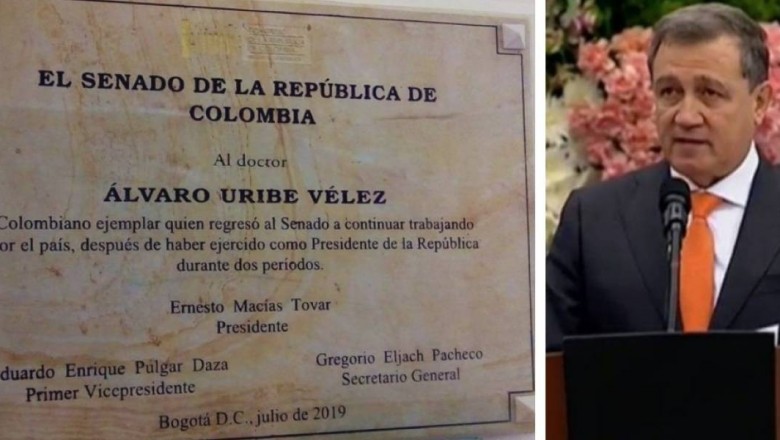 EL SENADO DE LA REPÚBLICA DE
COLOMBIA
Al doctor
ÁLVARO URIBE VÉLEZ
Colombiano ejemplar quien regresó al Senado a continuar trabajando
or el país, después de haber ejercido como Presidente de la República
durante dos periodos.
Ernesto Macías Tovar
Presidente
duardo Enrique Púlgar Daza
Primer Vicepresidente
Gregorio Eljach Pacheco
Secretario General
Bogotá D.C., julio de 2019